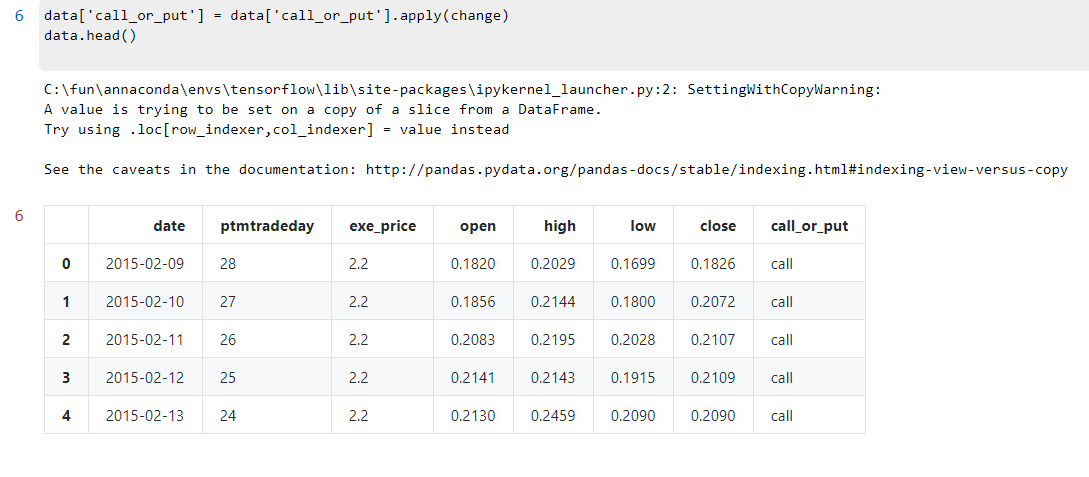 6 data['call_or_put'] = data['call_or_put'].apply(change)
data.head()
C:\fun\annaconda\envs\tensorflow\lib\site-packages\ipykernel_launcher.py:2: SettingWithCopyWarning:
A value is trying to be set on a copy of a slice from a DataFrame.
Try using .loc[row_indexer,col_indexer] = value instead
See the caveats in the documentation: http://pandas.pydata.org/pandas-docs/stable/indexing.html#indexing-view-versus-copy
6
date ptmtradeday exe_price open high low close call_or_put
0 2015-02-09 28 2.2 0.1820 0.2029 0.1699 0.1826 call
1 2015-02-10 27 2.2 0.1856 0.2144 0.1800 0.2072 call
2 2015-02-11 26 2.2 0.2083 0.2195 0.2028 0.2107 call
3 2015-02-12 25 2.2 0.2141 0.2143 0.1915 0.2109 call
4 2015-02-13 24 2.2 0.2130 0.2459 0.2090 0.2090 call